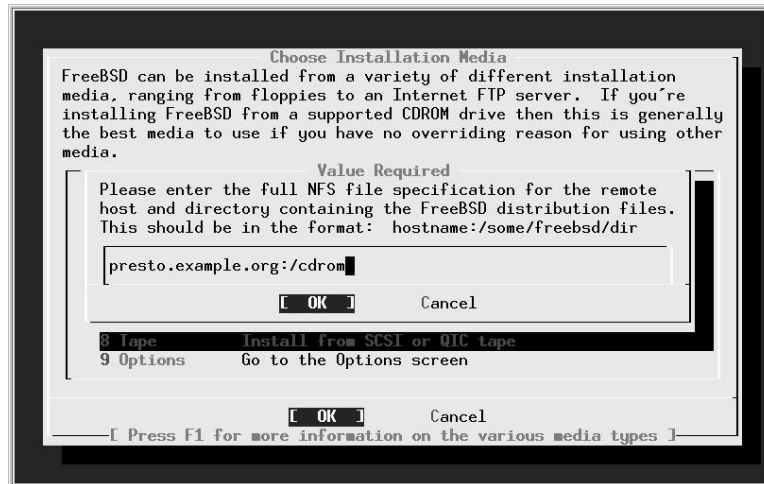 Choose Installation Media
FreeBSD can be installed from a variety of different installation
media, ranging from floppies to an Internet FTP server.  If you´re
installing FreeBSD from a supported CDROM drive then this is generally
the best media to use if you have no overriding reason for using other
media.
Value Required
Please enter the full NFS file specification for the remote
host and directory containing the FreeBSD distribution files.
This should be in the format:  hostname:/some/freebsd/dir
presto.example.org:/cdrom
[ OK ]     Cancel
8 Tape     Install from SCSI or QIC tape
9 Options     Go to the Options screen
[ OK ]     Cancel
[ Press F1 for more information on the various media types ]